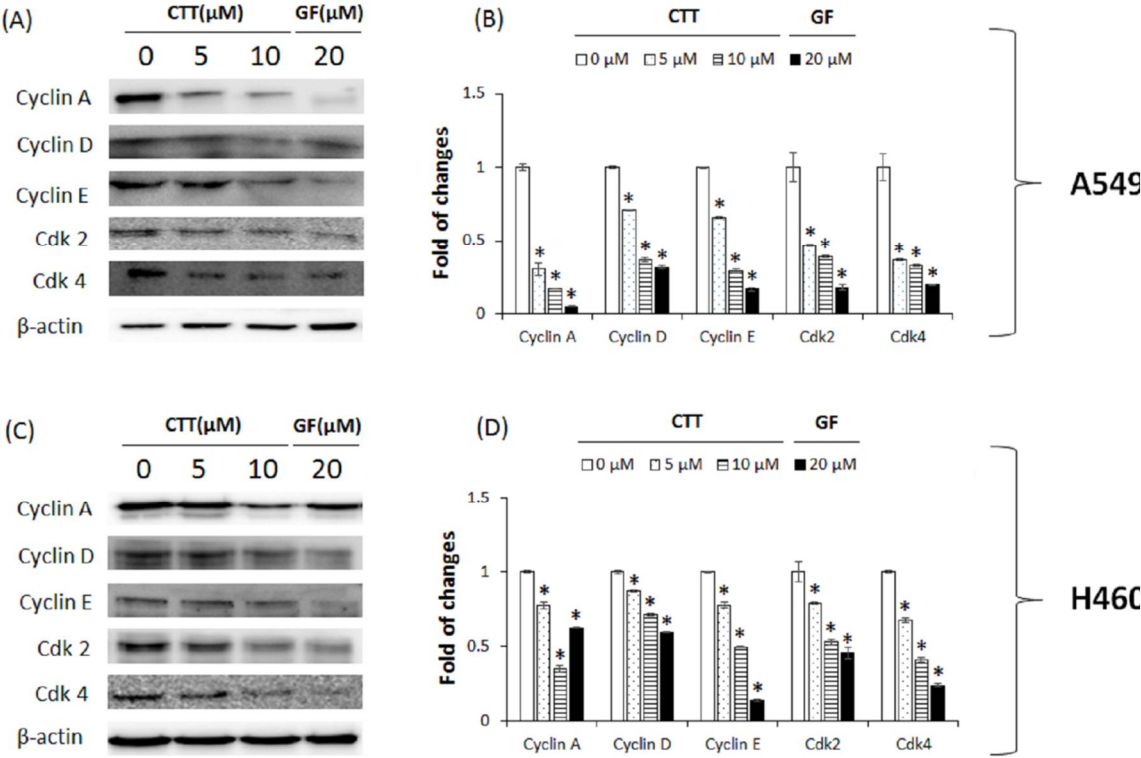 (A) CTT(μM) GF(μM)
0 5 10 20
Cyclin A
Cyclin D
Cyclin E
Cdk 2
Cdk 4
β-actin
(B) CTT GF
0 μM 5 μM 10 μM 20 μM
Fold of changes
1.5
1
0.5
0
* * * * * * * * * * * * * * *
Cyclin A Cyclin D Cyclin E Cdk2 Cdk4
A549
(C) CTT(μM) GF(μM)
0 5 10 20
Cyclin A
Cyclin D
Cyclin E
Cdk 2
Cdk 4
β-actin
(D) CTT GF
0 μM 5 μM 10 μM 20 μM
Fold of changes
1.5
1
0.5
0
* * * * * * * * * * * * * * *
Cyclin A Cyclin D Cyclin E Cdk2 Cdk4
H460